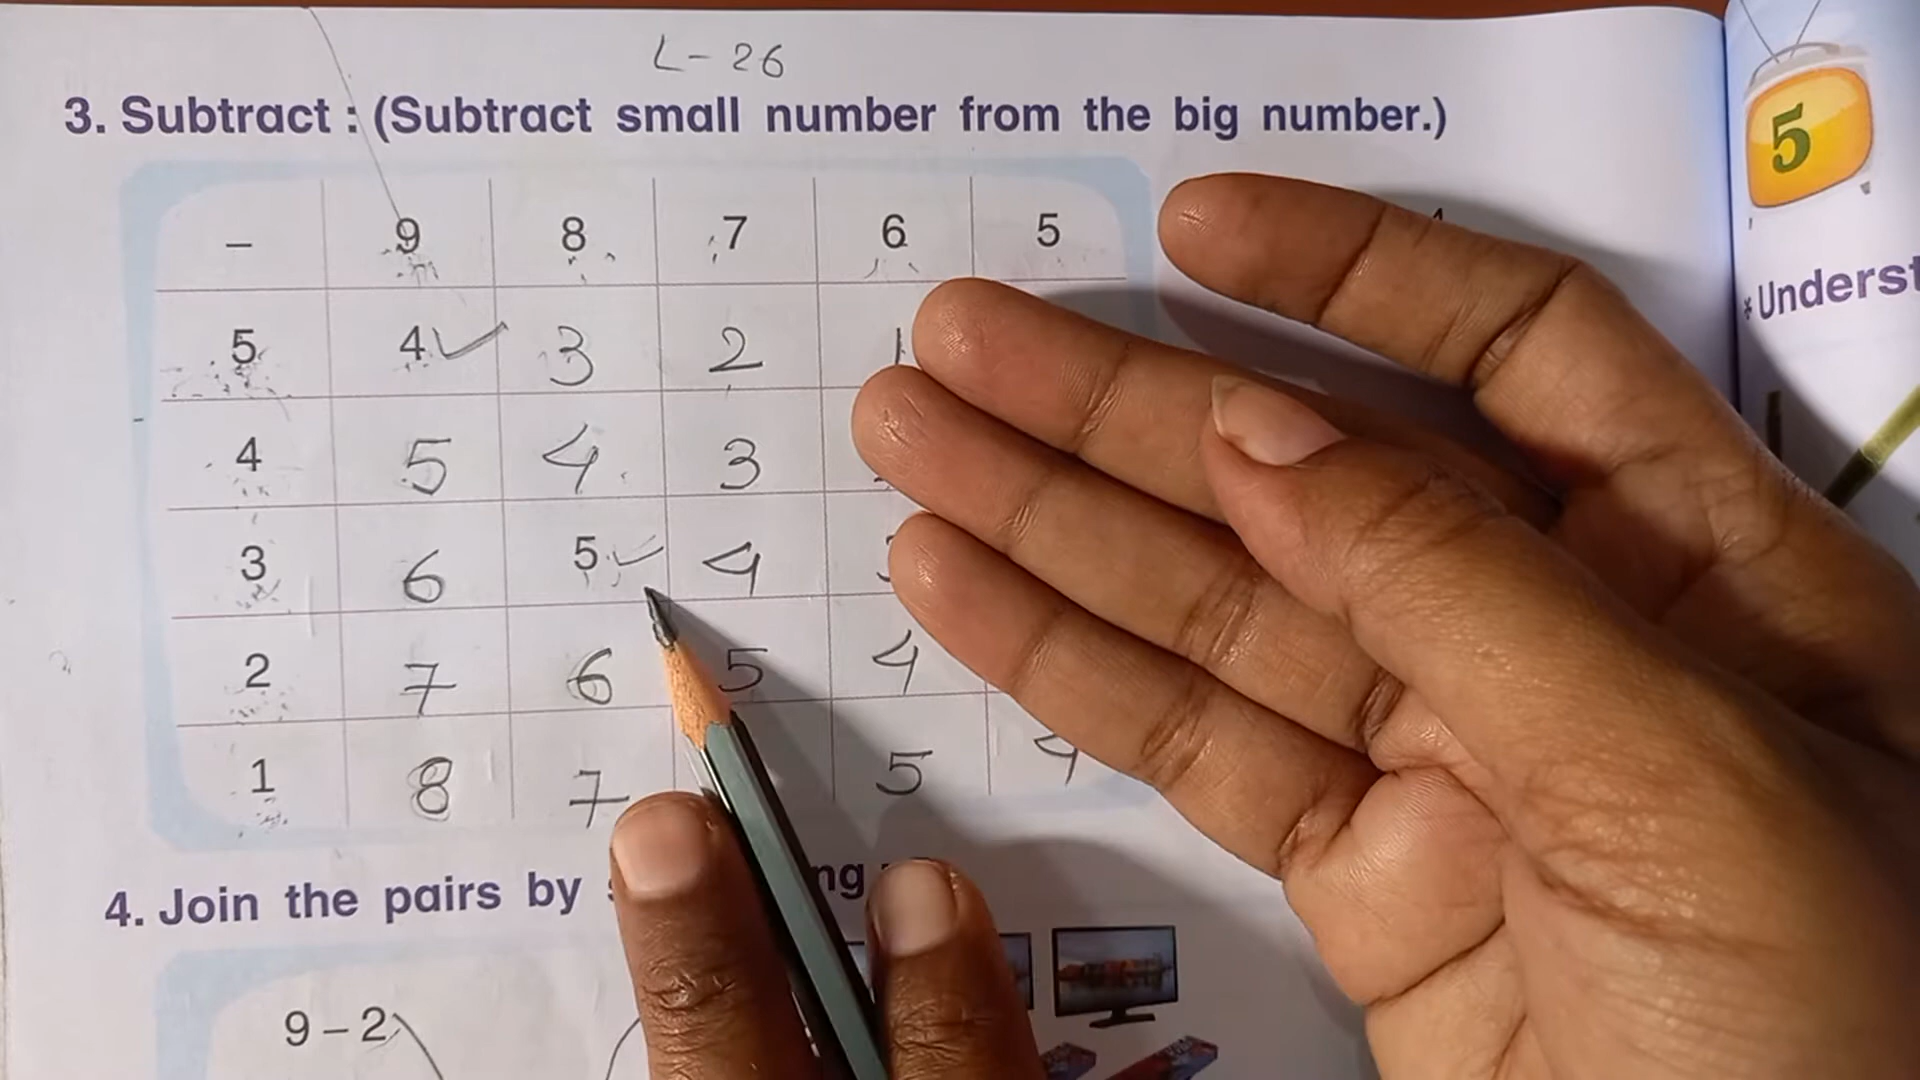 L-26
3. Subtract : (Subtract small number from the big number.)
5
– 9 8 7 6 5
* Underst
5 4 3 2 1
4 5 4 3
3 6 5 4
2 7 6 5 4
1 8 7 5 4
4. Join the pairs by
9 – 2